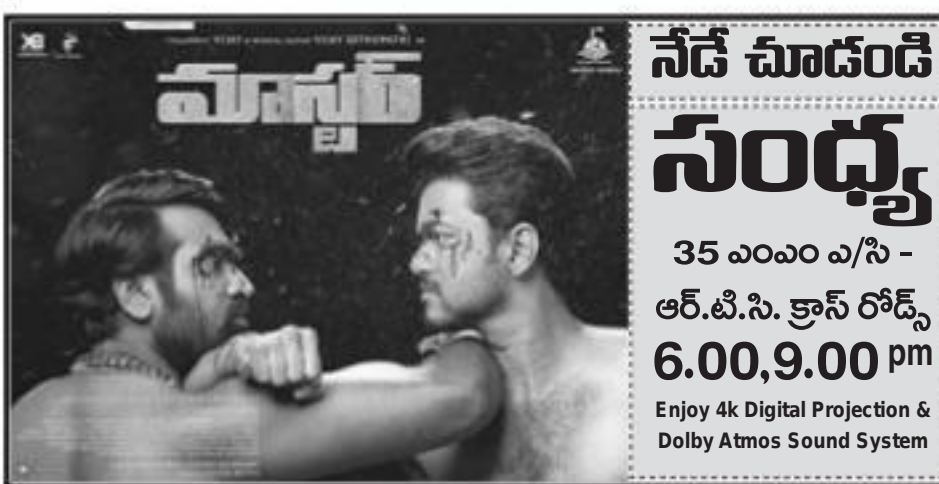 మాస్టర్
నేడే చూడండి
సంధ్య
35 ఎంఎం ఎ/సి -
ఆర్.టి.సి. క్రాస్ రోడ్స్
6.00,9.00 pm
Enjoy 4k Digital Projection &
Dolby Atmos Sound System